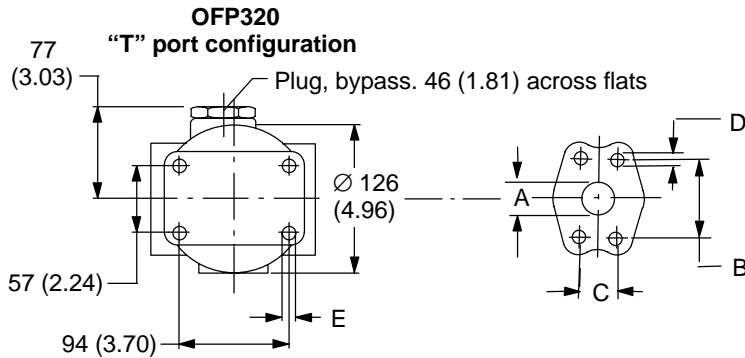 OFP320
“T” port configuration
77
(3.03)
Plug, bypass. 46 (1.81) across flats
D
∅ 126
(4.96)
A
B
57 (2.24)
C
E
94 (3.70)